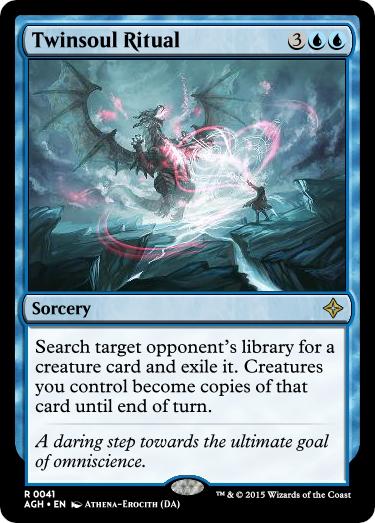 Twinsoul Ritual 3
Sorcery
Search target opponent's library for a
creature card and exile it. Creatures
you control become copies of that
card until end of turn.
A daring step towards the ultimate goal
of omniscience.
R 0041
AGH • EN Athena-Erocith (DA)
™ & © 2015 Wizards of the Coast